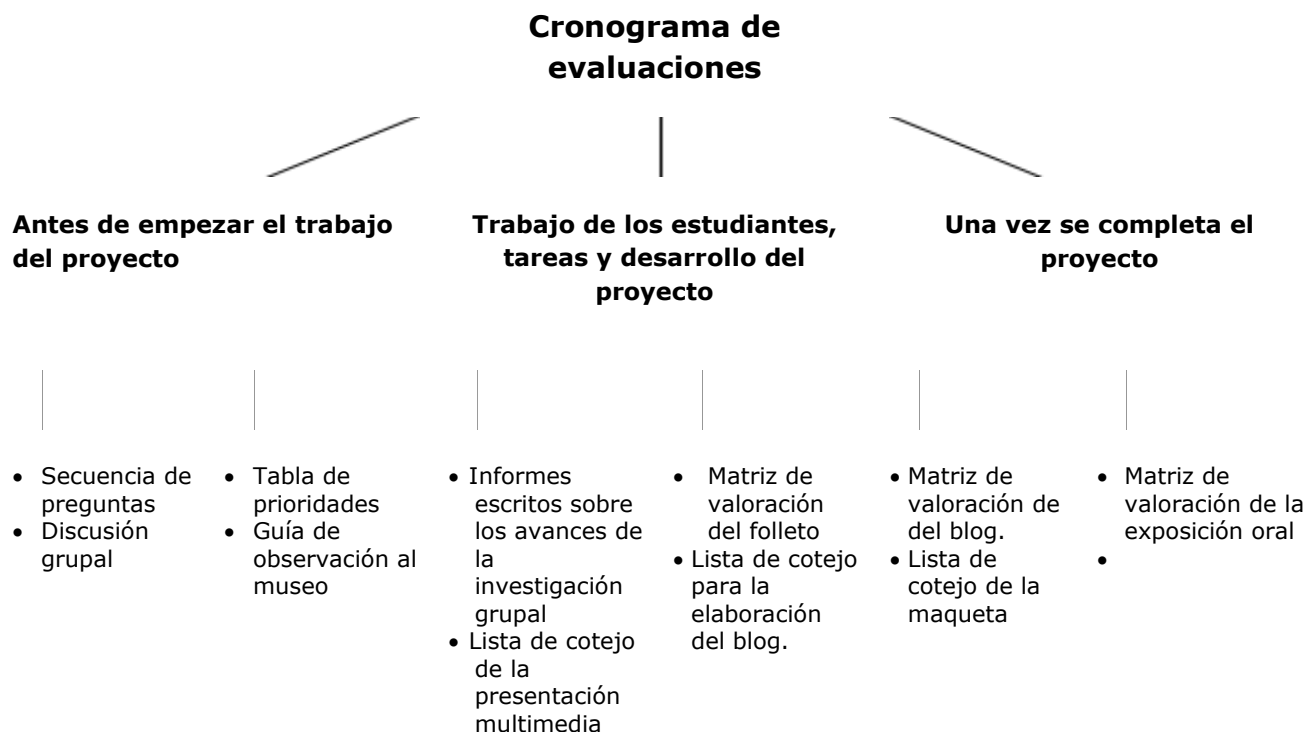 Cronograma de
evaluaciones
Antes de empezar el trabajo
del proyecto
Trabajo de los estudiantes,
tareas y desarrollo del
proyecto
Una vez se completa el
proyecto
• Secuencia de
preguntas
• Discusión
grupal
• Tabla de
prioridades
• Guía de
observación al
museo
• Informes
escritos sobre
los avances de
la
investigación
grupal
• Lista de cotejo
de la
presentación
multimedia
• Matriz de
valoración
del folleto
• Lista de cotejo
para la
elaboración
del blog.
• Matriz de
valoración de
del blog.
• Lista de
cotejo de la
maqueta
• Matriz de
valoración de la
exposición oral
•